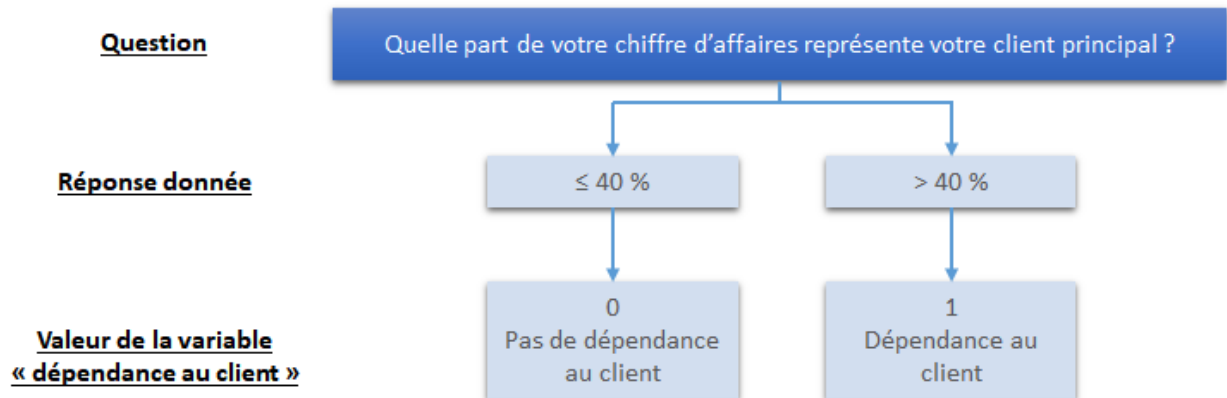 Question
Quelle part de votre chiffre d’affaires représente votre client principal ?
Réponse donnée
≤ 40 %
> 40 %
Valeur de la variable
« dépendance au client »
0
Pas de dépendance
au client
1
Dépendance au
client